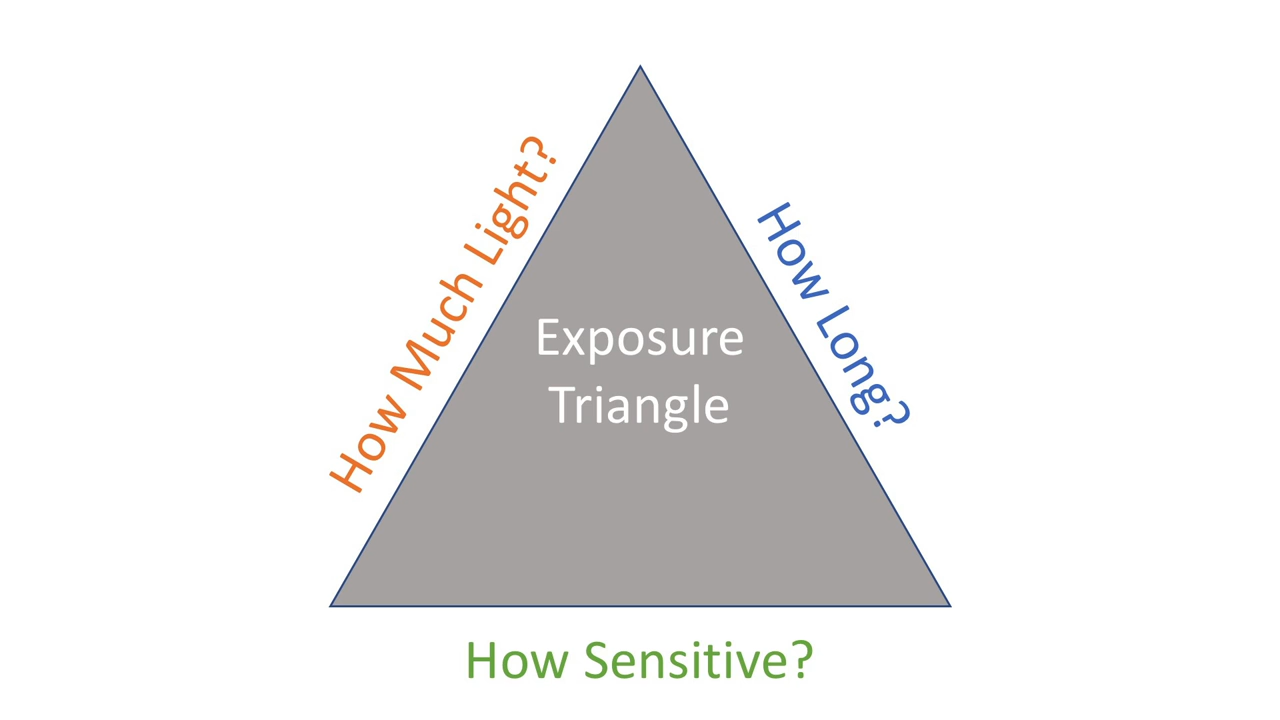 How Much Light?
How Long?
Exposure
Triangle
How Sensitive?